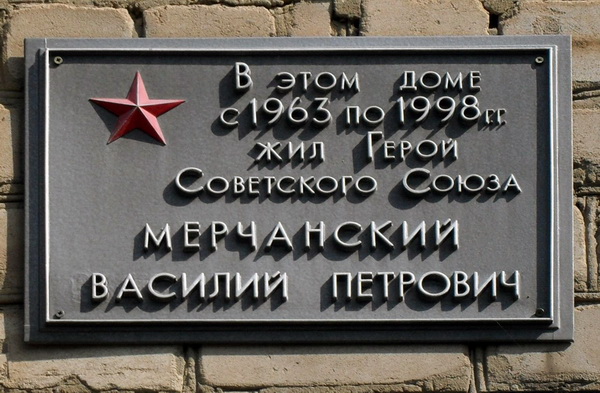 В этом доме
с 1963 по 1998 гг.
жил Герой
Советского Союза
МЕРЧАНСКИЙ
ВАСИЛИЙ ПЕТРОВИЧ